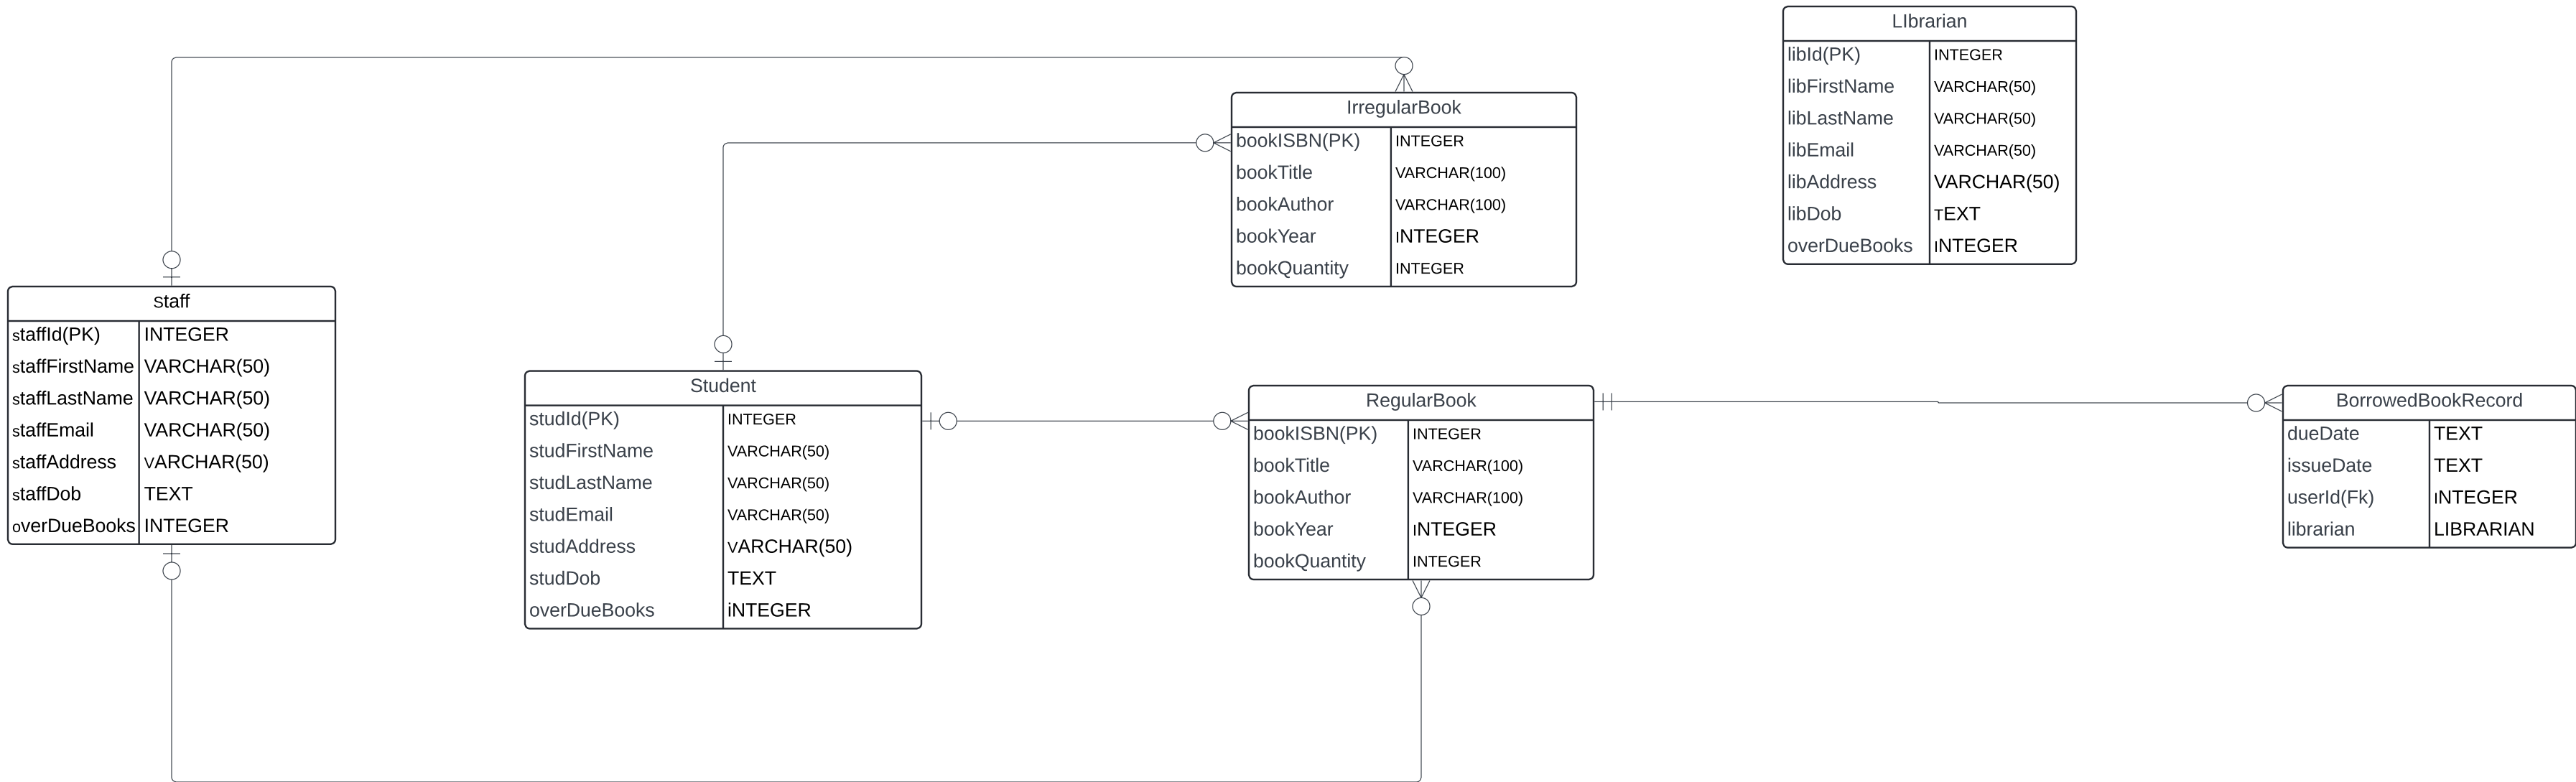 LIbrarian
libId(PK) INTEGER
libFirstName VARCHAR(50)
libLastName VARCHAR(50)
libEmail VARCHAR(50)
libAddress VARCHAR(50)
libDob TEXT
overDueBooks INTEGER
IrregularBook
bookISBN(PK) INTEGER
bookTitle VARCHAR(100)
bookAuthor VARCHAR(100)
bookYear INTEGER
bookQuantity INTEGER
staff
staffId(PK) INTEGER
staffFirstName VARCHAR(50)
staffLastName VARCHAR(50)
staffEmail VARCHAR(50)
staffAddress VARCHAR(50)
staffDob TEXT
overDueBooks INTEGER
Student
studId(PK) INTEGER
studFirstName VARCHAR(50)
studLastName VARCHAR(50)
studEmail VARCHAR(50)
studAddress VARCHAR(50)
studDob TEXT
overDueBooks iNTEGER
RegularBook
bookISBN(PK) INTEGER
bookTitle VARCHAR(100)
bookAuthor VARCHAR(100)
bookYear INTEGER
bookQuantity INTEGER
BorrowedBookRecord
dueDate TEXT
issueDate TEXT
userId(Fk) INTEGER
librarian LIBRARIAN